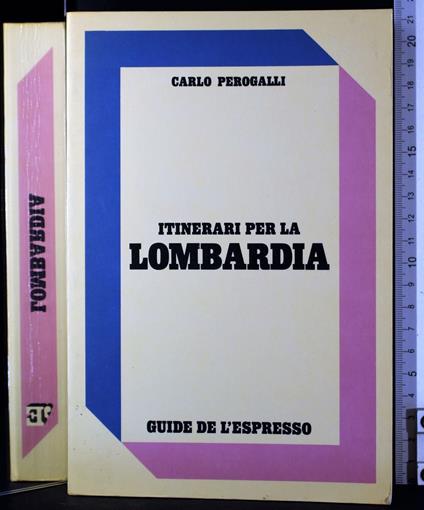 CARLO PEROGALLI
ITINERARI PER LA
LOMBARDIA
GUIDE DE L'ESPRESSO
LOMBARDIA